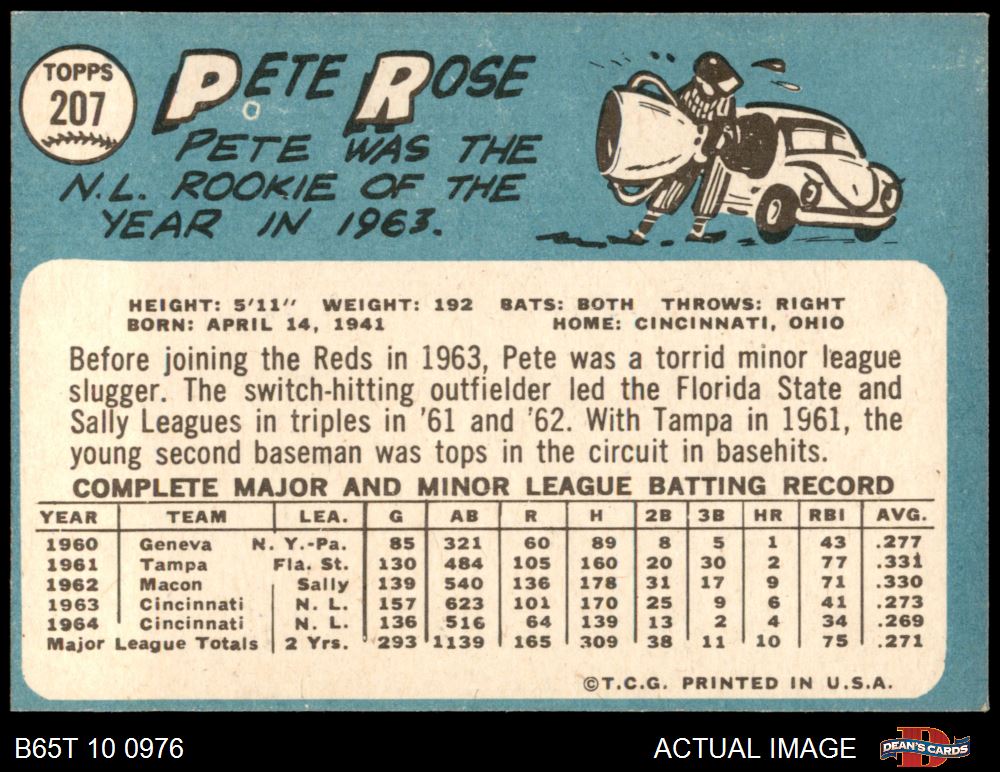 TOPPS
207
PETE ROSE
PETE WAS THE
N.L. ROOKIE OF THE
YEAR IN 1963.
HEIGHT: 5'11" WEIGHT: 192 BATS: BOTH THROWS: RIGHT
BORN: APRIL 14, 1941 HOME: CINCINNATI, OHIO
Before joining the Reds in 1963, Pete was a torrid minor league
slugger. The switch-hitting outfielder led the Florida State and
Sally Leagues in triples in '61 and '62. With Tampa in 1961, the
young second baseman was tops in the circuit in basehits.
COMPLETE MAJOR AND MINOR LEAGUE BATTING RECORD
YEAR TEAM LEA. G AB R H 2B 3B HR RBI AVG.
1960 Geneva N. Y.-Pa. 85 321 60 89 8 5 1 43 .277
1961 Tampa Fla. St. 130 484 105 160 20 30 2 77 .331
1962 Macon Sally 139 540 136 178 31 17 9 71 .330
1963 Cincinnati N. L. 157 623 101 170 25 9 6 41 .273
1964 Cincinnati N. L. 136 516 64 139 13 2 4 34 .269
Major League Totals 2 Yrs. 293 1139 165 309 38 11 10 75 .271
©T.C.G. PRINTED IN U.S.A.
B65T 10 0976 ACTUAL IMAGE DEAN'S CARDS